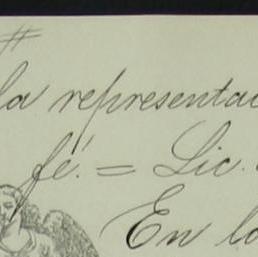 la representac
fé. = Lic.
En lo